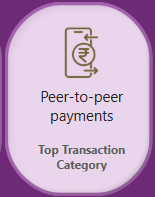 ₹
Peer-to-peer
payments
Top Transaction
Category